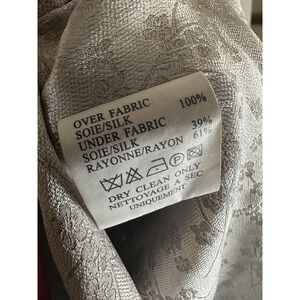 OVER FABRIC
SOIE/SILK 100%
UNDER FABRIC
SOIE/SILK 39%
RAYONNE/RAYON 61%
P
DRY CLEAN ONLY
NETTOYAGE A SEC
UNIQUEMENT